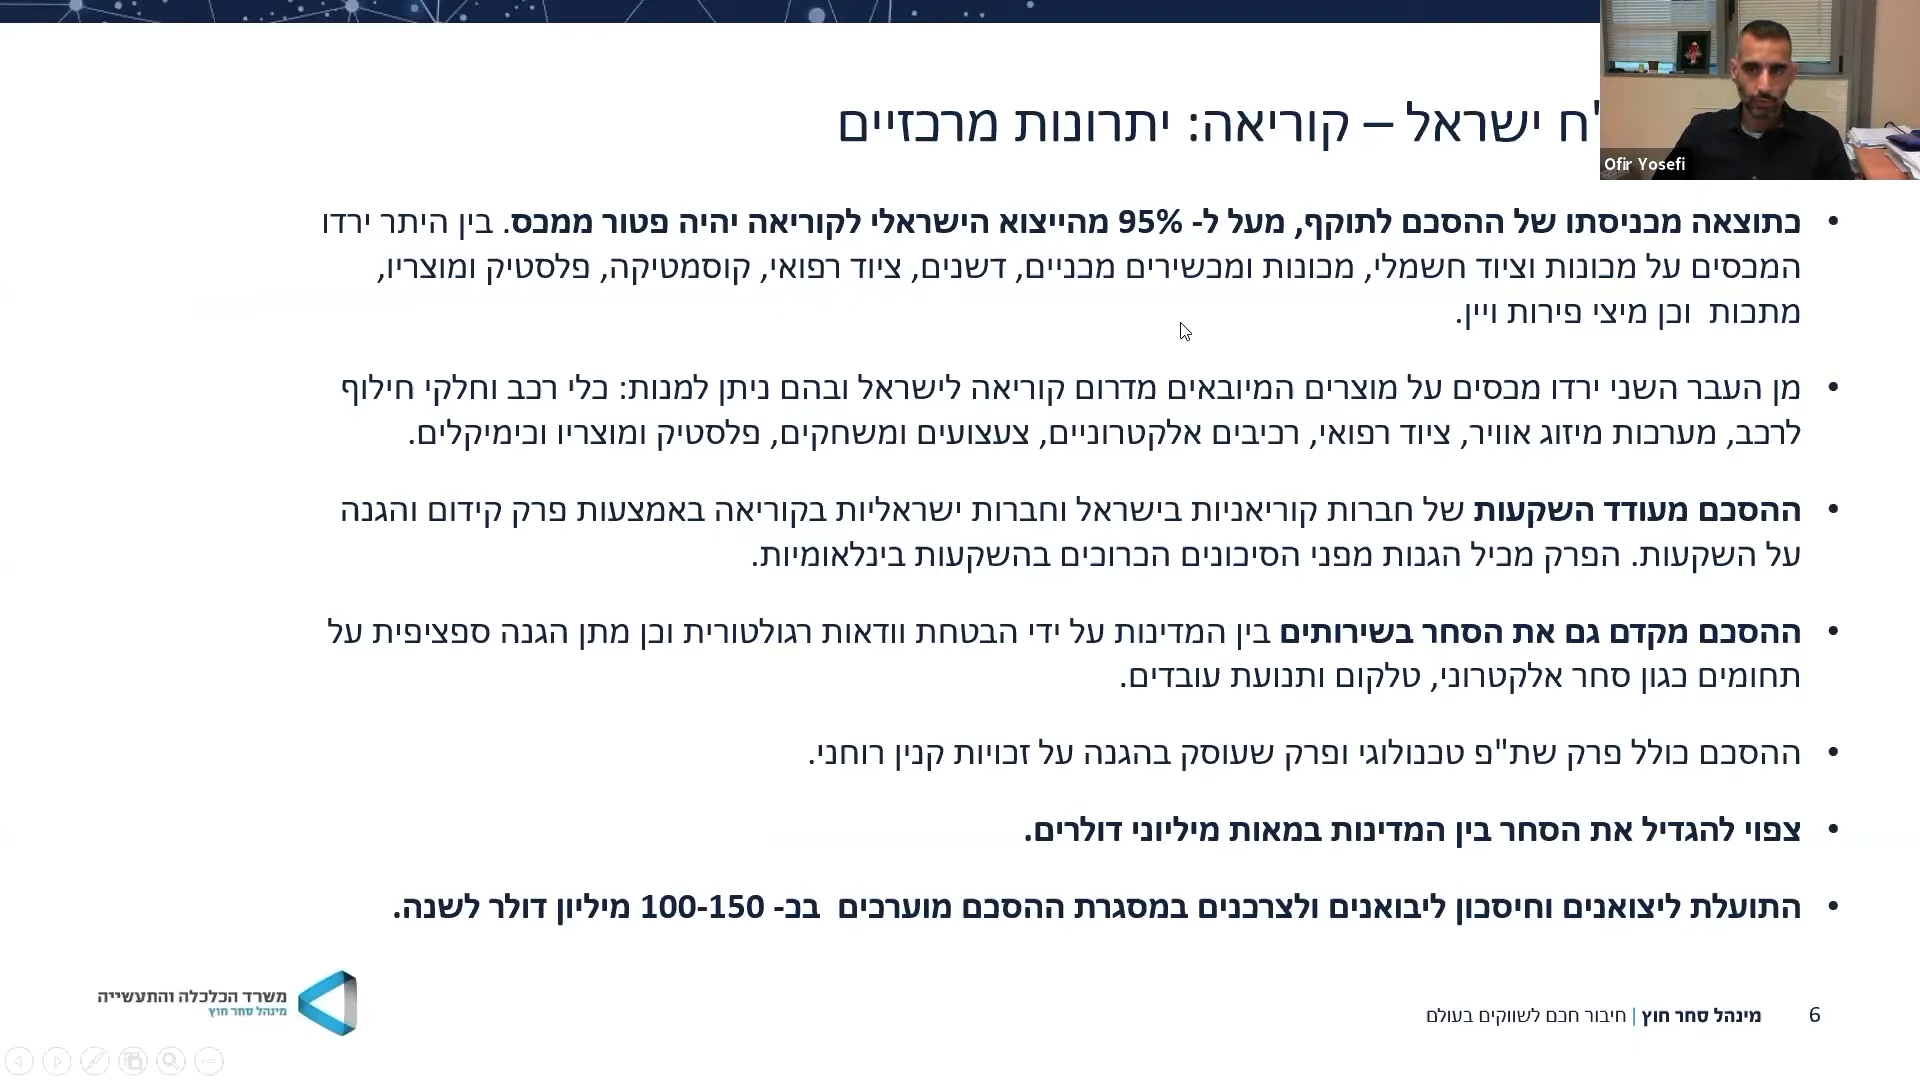 ח ישראל – קוריאה: יתרונות מרכזיים
Ofir Yosefi
• כתוצאה מכניסתו של ההסכם לתוקף, מעל ל- 95% מהייצוא הישראלי לקוריאה יהיה פטור ממכס. בין היתר ירדו
המכסים על מכונות וציוד חשמלי, מכונות ומכשירים מכניים, דשנים, ציוד רפואי, קוסמטיקה, פלסטיק ומוצריו,
מתכות וכן מיצי פירות ויין.
• מן העבר השני ירדו מכסים על מוצרים המיובאים מדרום קוריאה לישראל ובהם ניתן למנות: כלי רכב וחלקי חילוף
לרכב, מערכות מיזוג אוויר, ציוד רפואי, רכיבים אלקטרוניים, צעצועים ומשחקים, פלסטיק ומוצריו וכימיקלים.
• ההסכם מעודד השקעות של חברות קוריאניות בישראל וחברות ישראליות בקוריאה באמצעות פרק קידום והגנה
על השקעות. הפרק מכיל הגנות מפני הסיכונים הכרוכים בהשקעות בינלאומיות.
• ההסכם מקדם גם את הסחר בשירותים בין המדינות על ידי הבטחת וודאות רגולטורית וכן מתן הגנה ספציפית על
תחומים כגון סחר אלקטרוני, טלקום ותנועת עובדים.
• ההסכם כולל פרק שת"פ טכנולוגי ופרק שעוסק בהגנה על זכויות קנין רוחני.
• צפוי להגדיל את הסחר בין המדינות במאות מיליוני דולרים.
• התועלת ליצואנים וחיסכון ליבואנים ולצרכנים במסגרת ההסכם מוערכים בכ- 100-150 מיליון דולר לשנה.
6 מינהל סחר חוץ | חיבור חכם לשווקים בעולם
משרד הכלכלה והתעשייה
מינהל סחר חוץ